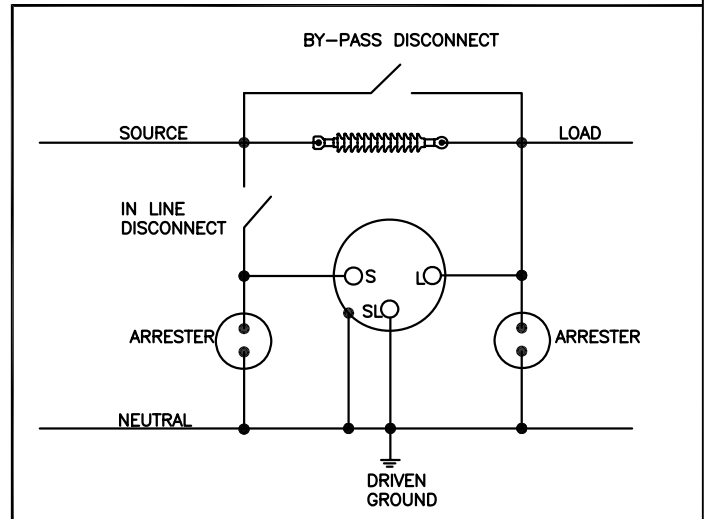 BY-PASS DISCONNECT
SOURCE
LOAD
IN LINE
DISCONNECT
S
L
SL
ARRESTER
ARRESTER
NEUTRAL
DRIVEN
GROUND